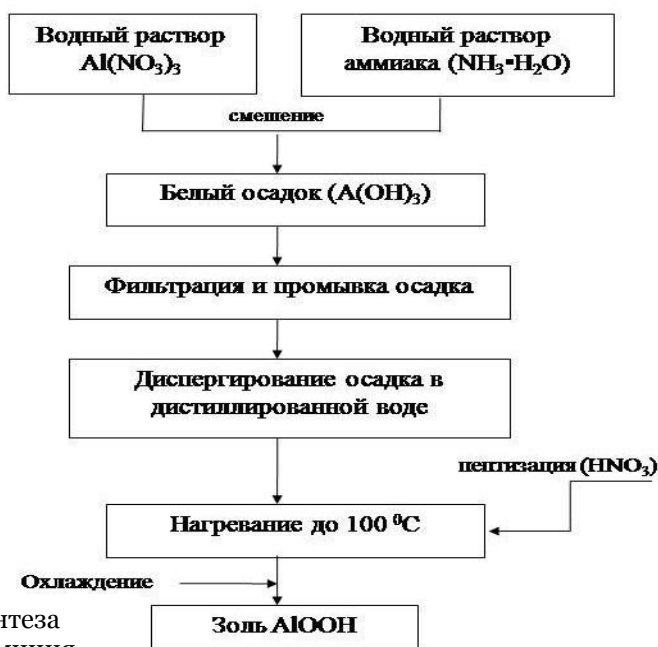 Водный раствор
Al(NO₃)₃
Водный раствор
аммиака (NH₃·H₂O)
смешение
Белый осадок (A(OH)₃)
Фильтрация и промывка осадка
Диспергирование осадка в
дистиллированной воде
пептизация (HNO₃)
Нагревание до 100 ⁰C
Охлаждение
Золь AlOOH